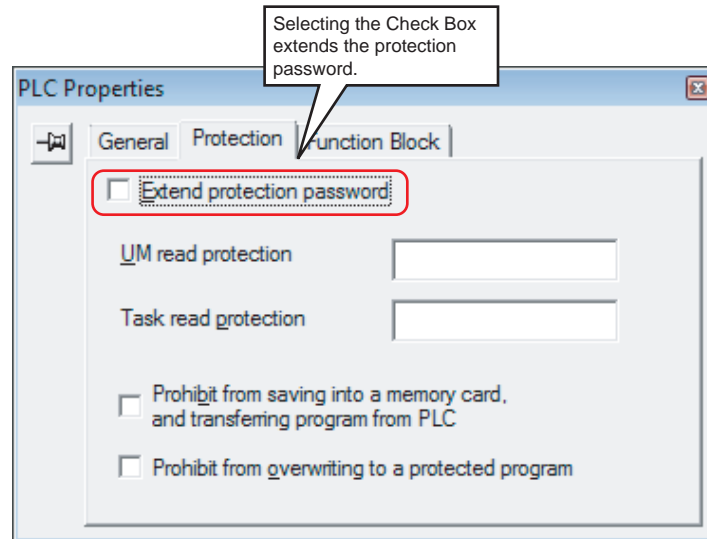 Selecting the Check Box
extends the protection
password.
PLC Properties
General Protection Function Block
Extend protection password
UM read protection
Task read protection
Prohibit from saving into a memory card,
and transferring program from PLC
Prohibit from overwriting to a protected program